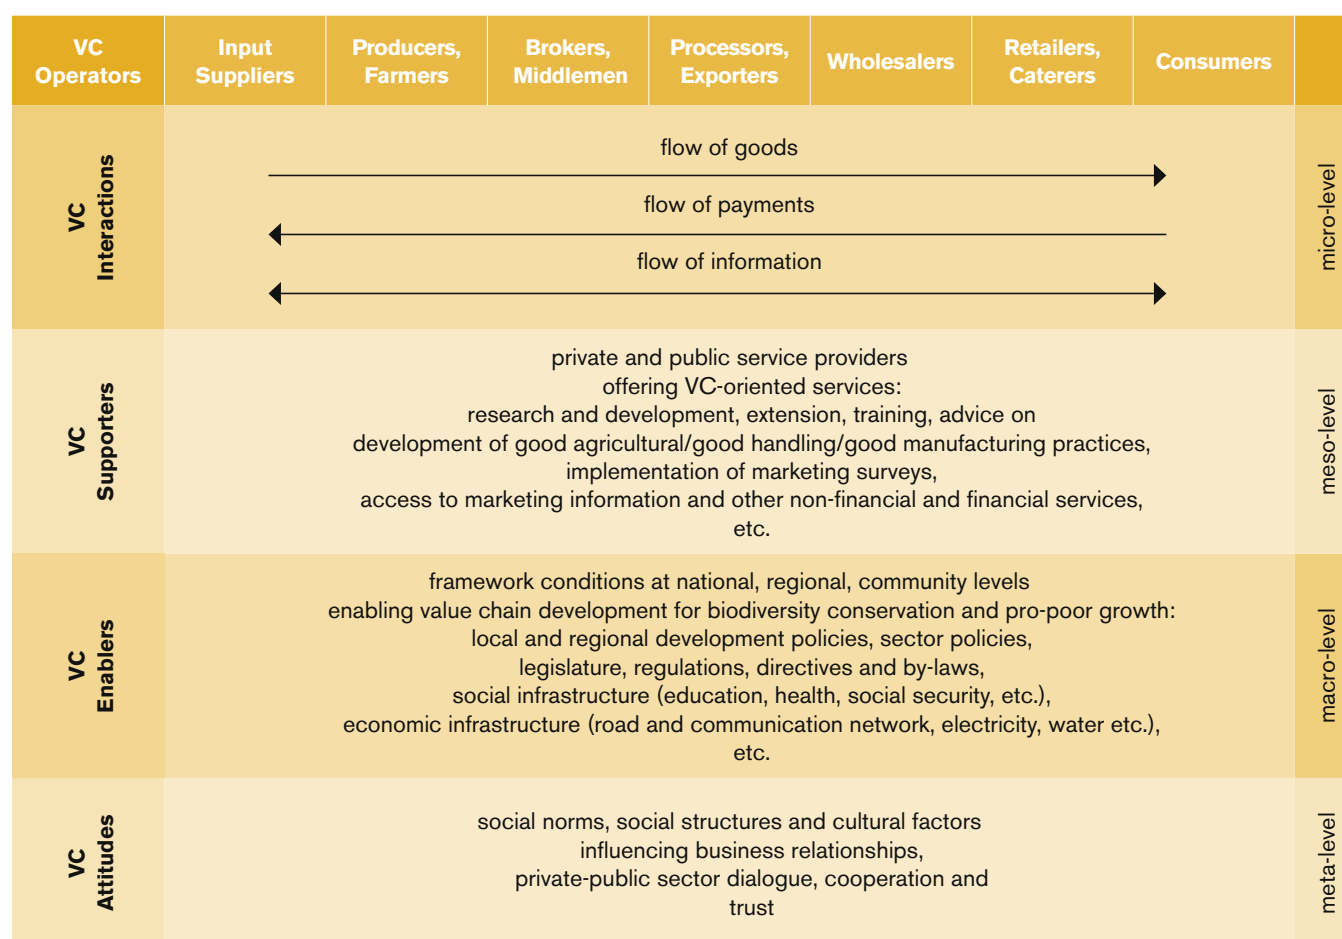 VC
Operators
Input
Suppliers
Producers,
Farmers
Brokers,
Middlemen
Processors,
Exporters
Wholesalers
Retailers,
Caterers
Consumers
VC
Interactions
flow of goods
flow of payments
flow of information
micro-level
VC
Supporters
private and public service providers
offering VC-oriented services:
research and development, extension, training, advice on
development of good agricultural/good handling/good manufacturing practices,
implementation of marketing surveys,
access to marketing information and other non-financial and financial services,
etc.
meso-level
VC
Enablers
framework conditions at national, regional, community levels
enabling value chain development for biodiversity conservation and pro-poor growth:
local and regional development policies, sector policies,
legislature, regulations, directives and by-laws,
social infrastructure (education, health, social security, etc.),
economic infrastructure (road and communication network, electricity, water etc.),
etc.
macro-level
VC
Attitudes
social norms, social structures and cultural factors
influencing business relationships,
private-public sector dialogue, cooperation and
trust
meta-level